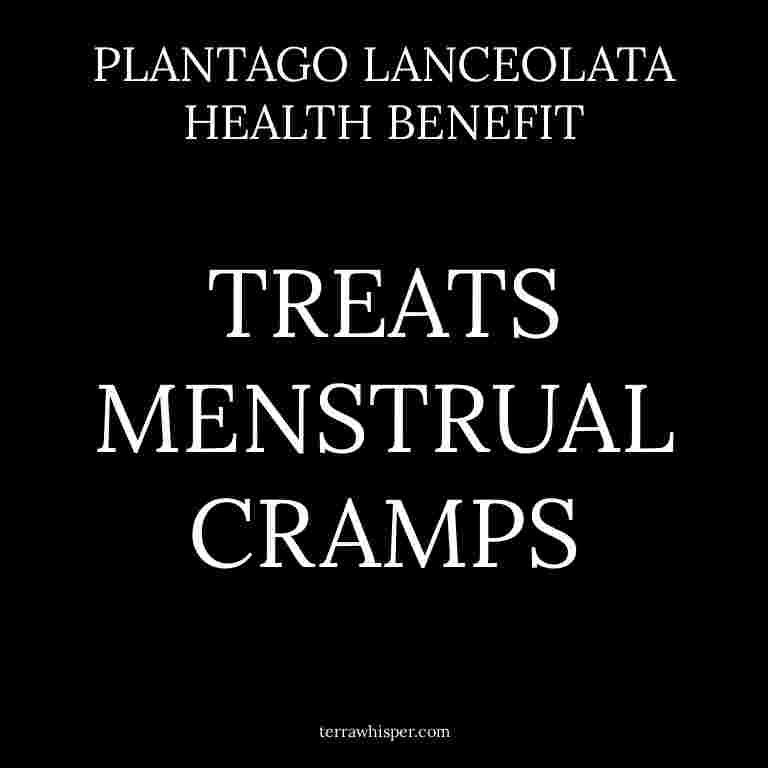 PLANTAGO LANCEOLATA
HEALTH BENEFIT
TREATS
MENSTRUAL
CRAMPS
terrawhisper.com